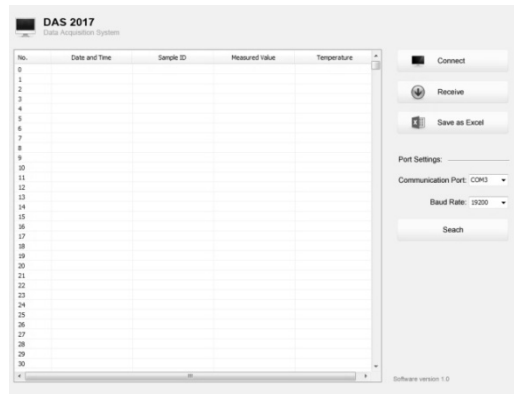 DAS 2017
Data Acquisition System
No. Date and Time Sample ID Measured Value Temperature
0
1
2
3
4
5
6
7
8
9
10
11
12
13
14
15
16
17
18
19
20
21
22
23
24
25
26
27
28
29
30
Connect
Receive
Save as Excel
Port Settings:
Communication Port: COM3
Baud Rate: 19200
Seach
Software version 1.0